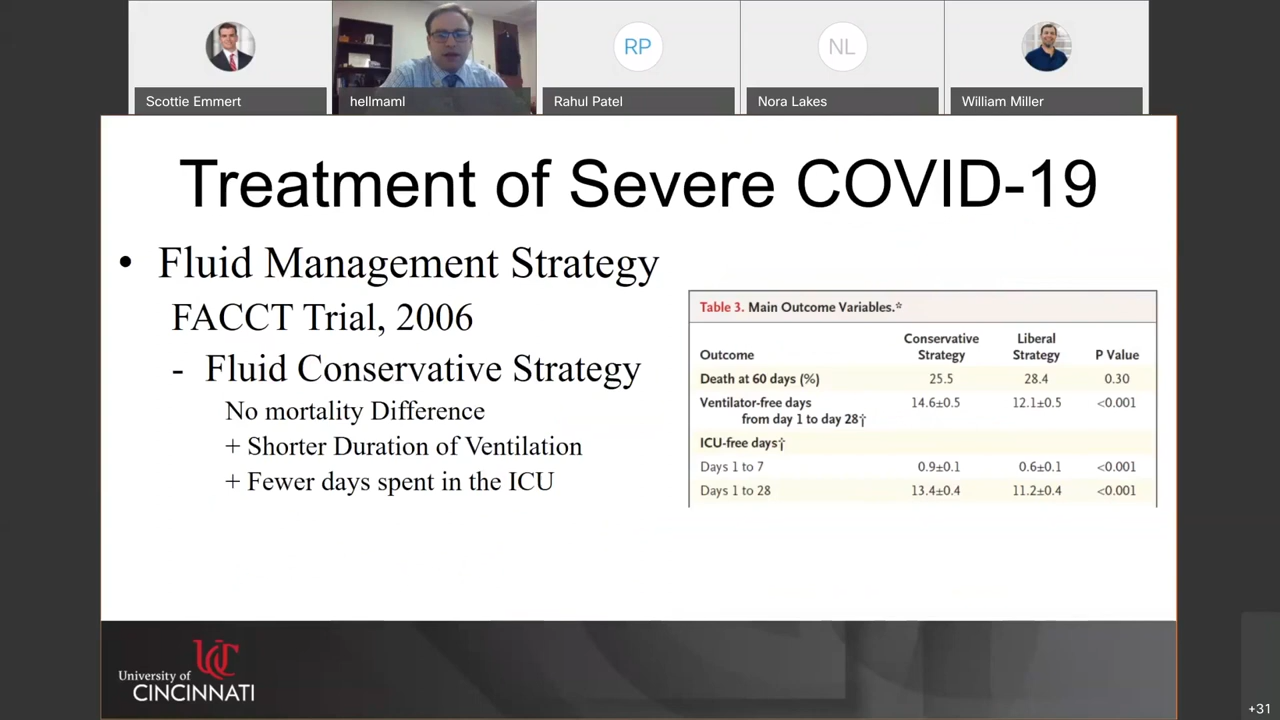 RP
NL
Scottie Emmert
hellmaml
Rahul Patel
Nora Lakes
William Miller
Treatment of Severe COVID-19
• Fluid Management Strategy
FACCT Trial, 2006
- Fluid Conservative Strategy
No mortality Difference
+ Shorter Duration of Ventilation
+ Fewer days spent in the ICU
Table 3. Main Outcome Variables.*
Outcome Conservative Strategy Liberal Strategy P Value
Death at 60 days (%) 25.5 28.4 0.30
Ventilator-free days from day 1 to day 28† 14.6±0.5 12.1±0.5 <0.001
ICU-free days†
Days 1 to 7 0.9±0.1 0.6±0.1 <0.001
Days 1 to 28 13.4±0.4 11.2±0.4 <0.001
UC
University of
CINCINNATI
+31